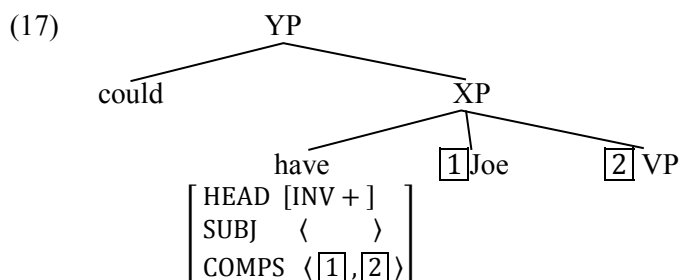 (17) YP
could XP
have 1 Joe 2 VP
[ HEAD [INV + ]
SUBJ ⟨ ⟩
COMPS ⟨ 1 , 2 ⟩ ]